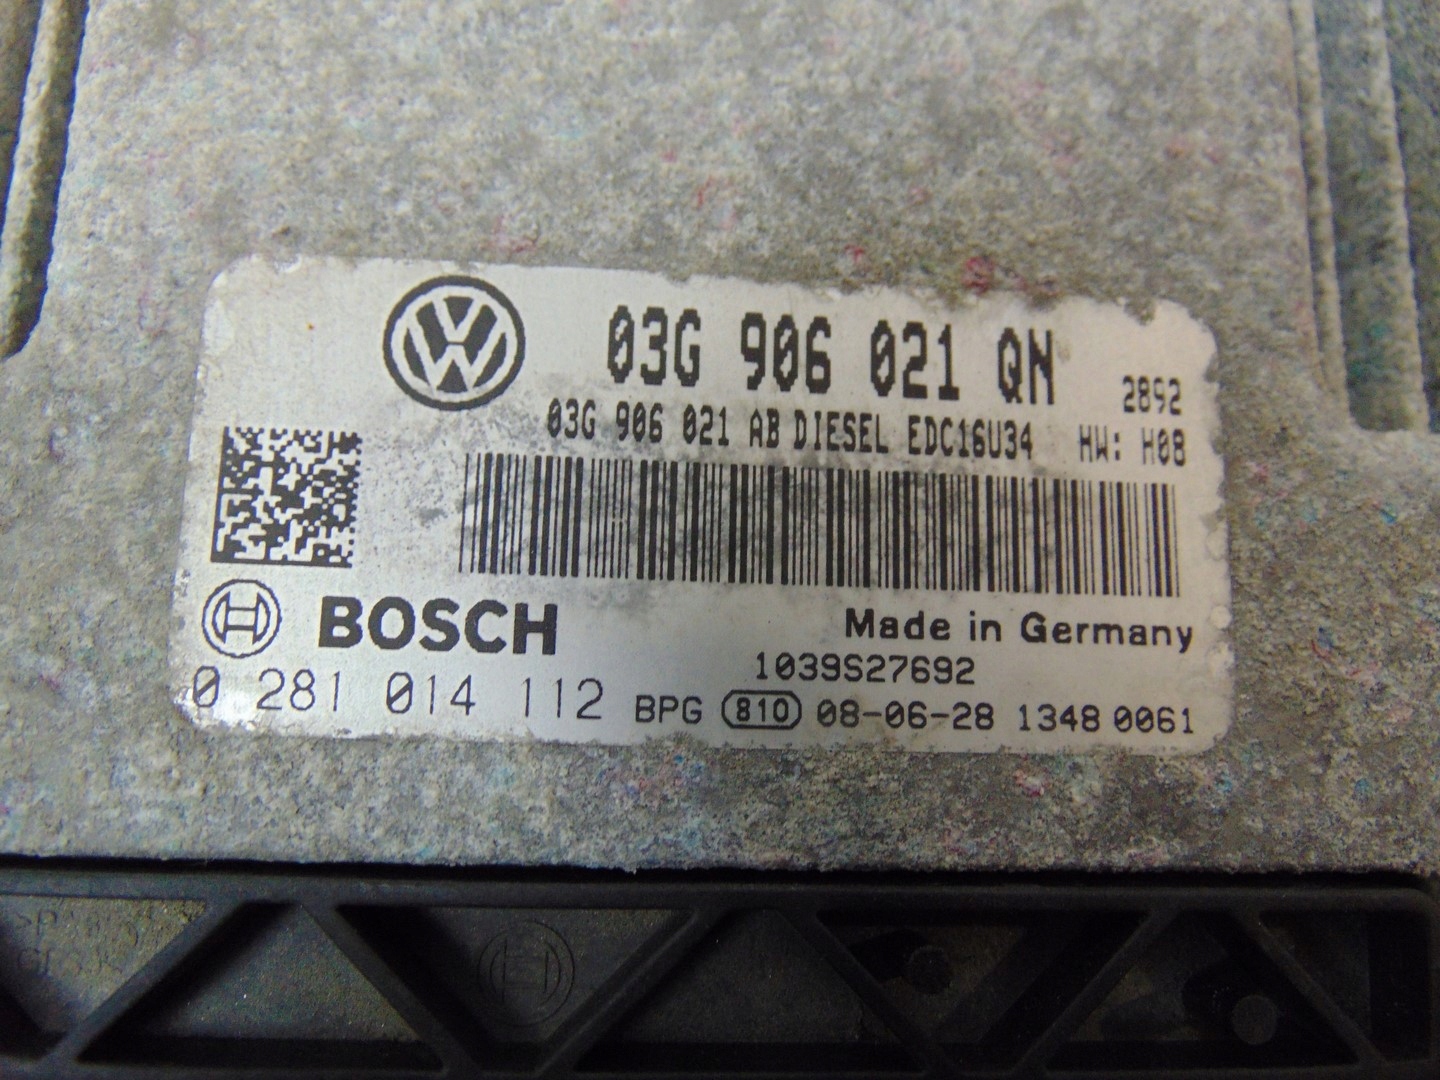 03G 906 021 QN 2892
03G 906 021 AB DIESEL EDC16U34 HW: H08
BOSCH
Made in Germany
1039S27692
0 281 014 112 BPG 810 08-06-28 1348 0061